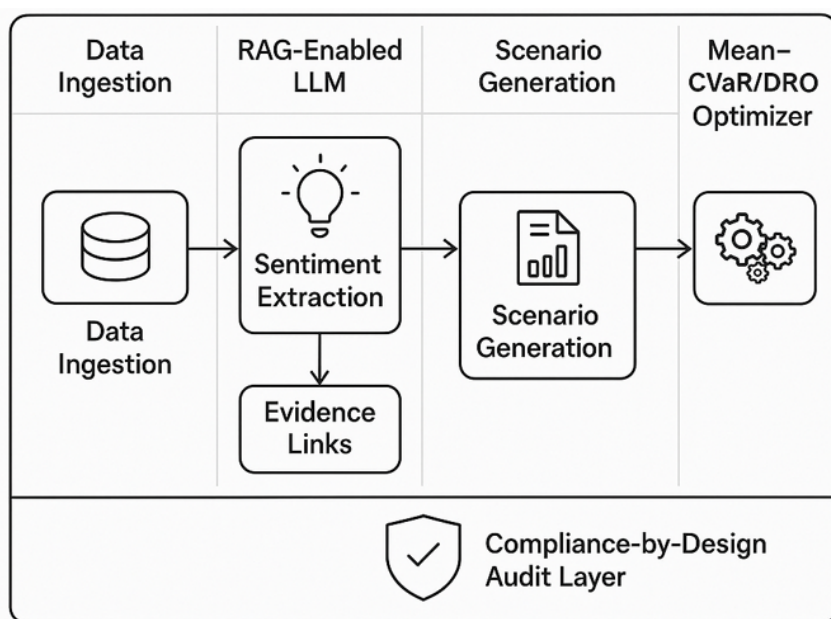 Data
Ingestion
RAG-Enabled
LLM
Scenario
Generation
Mean–
CVaR/DRO
Optimizer
Sentiment
Extraction
Data
Ingestion
Scenario
Generation
Evidence
Links
Compliance-by-Design
Audit Layer